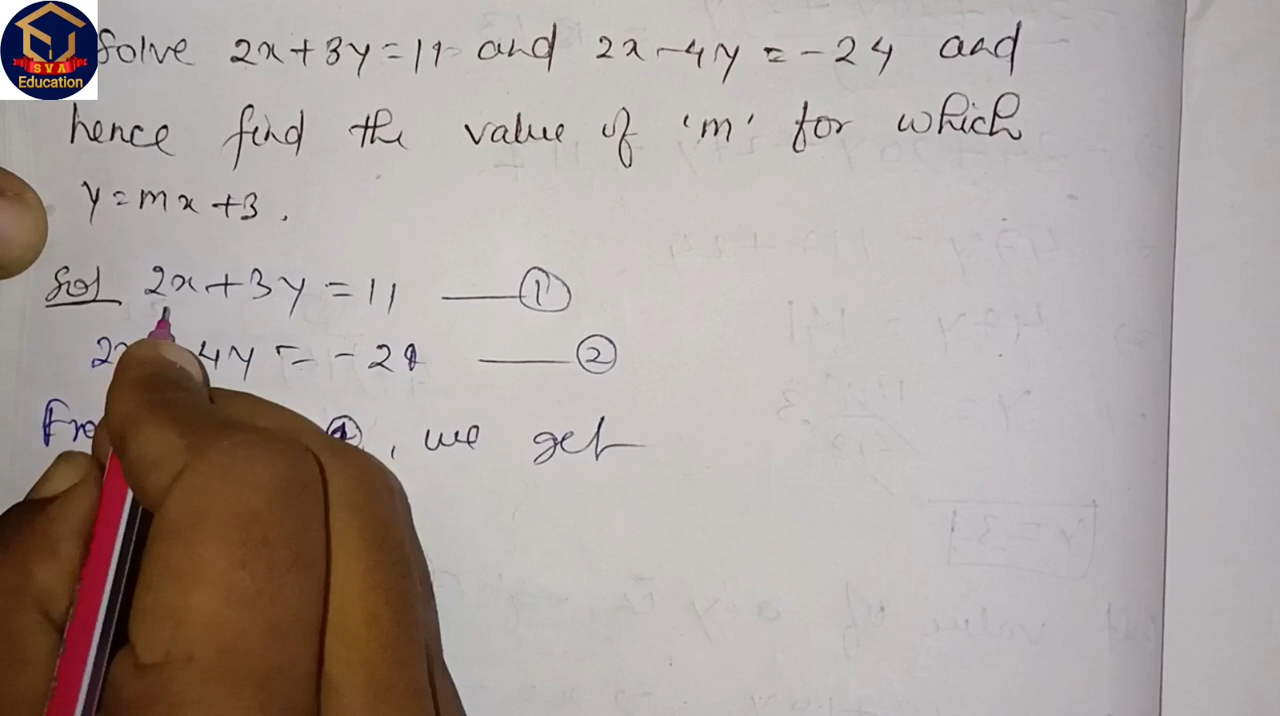 SVA
Education
Solve 2x+3y=11 and 2x-4y=-24 and
hence find the value of 'm' for which
y=mx+3.
Sol 2x+3y=11 ——①
4y=-24 ——②
, we get